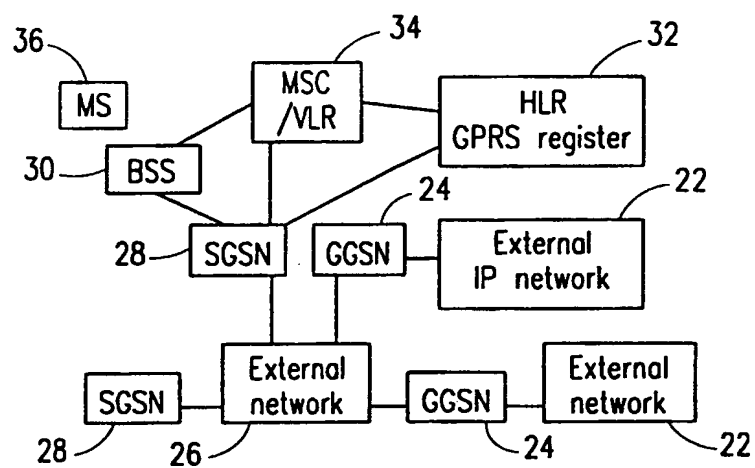 36
34
32
MS
MSC
/VLR
HLR
GPRS register
30
BSS
24
22
28
SGSN
GGSN
External
IP network
SGSN
External
network
GGSN
External
network
28
26
24
22